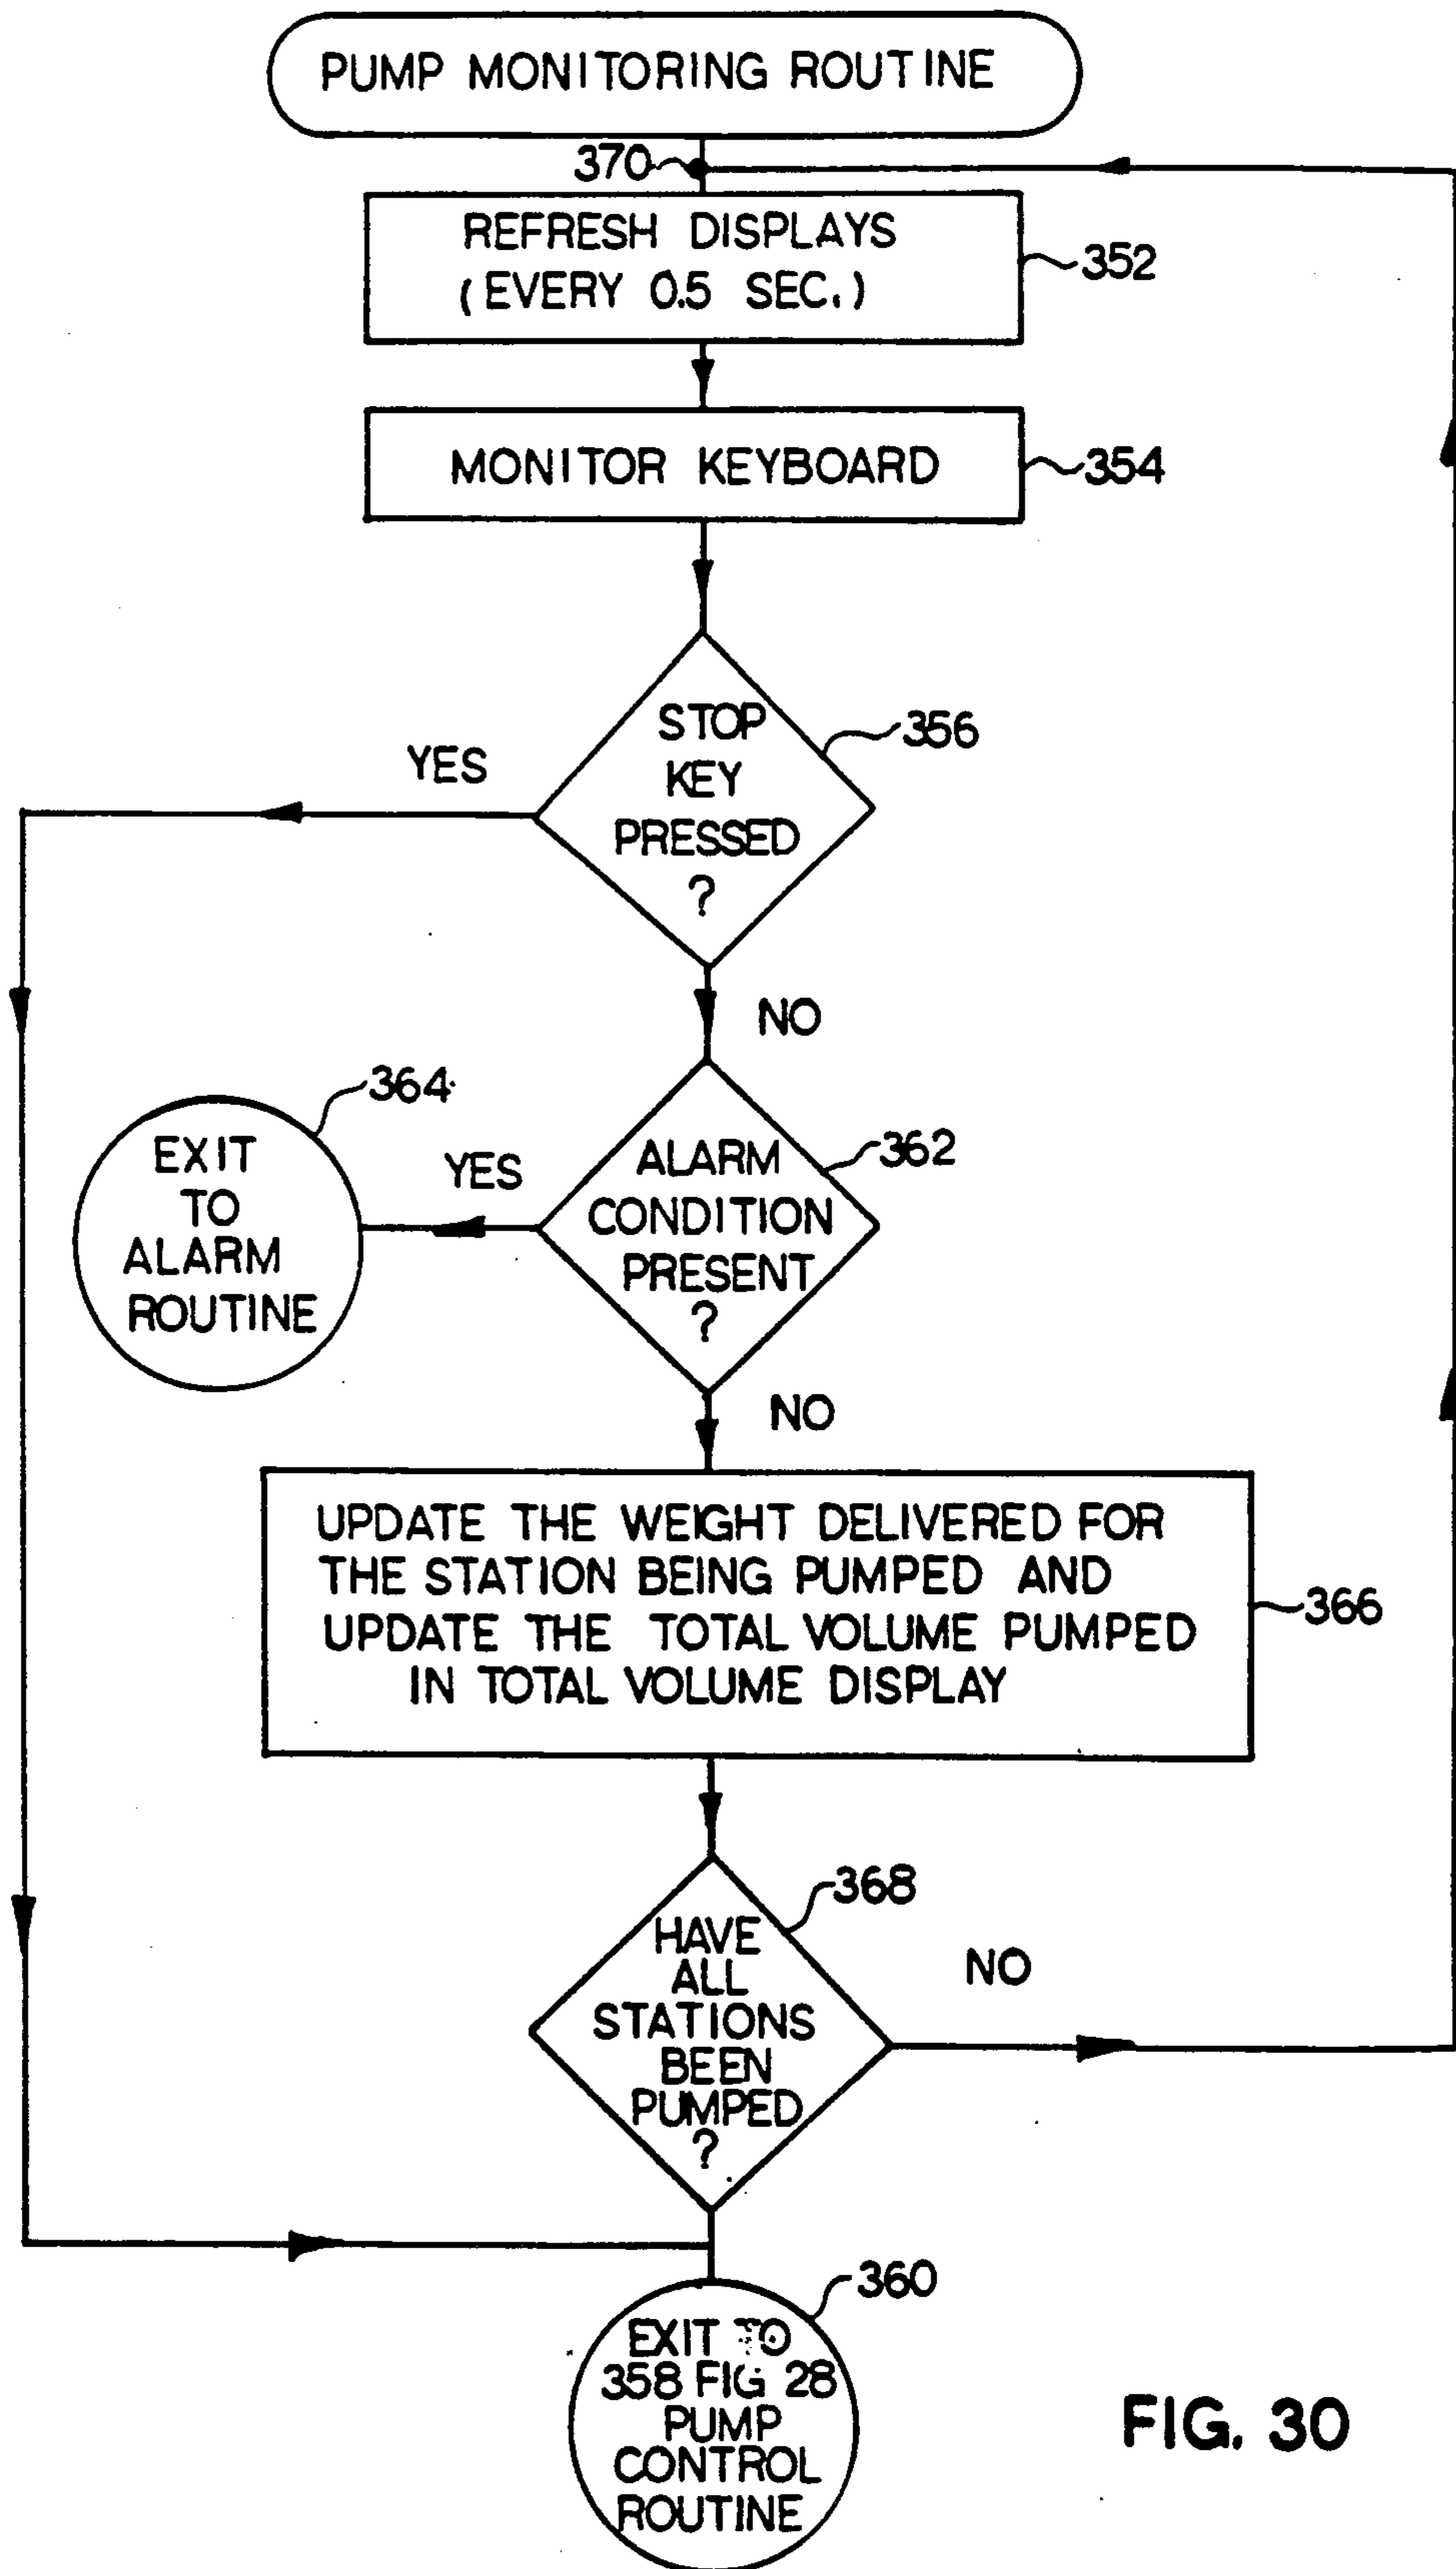 PUMP MONITORING ROUTINE
370
REFRESH DISPLAYS
(EVERY 0.5 SEC.)
352
MONITOR KEYBOARD
354
STOP
KEY
PRESSED
?
356
YES
NO
364
EXIT
TO
ALARM
ROUTINE
YES
ALARM
CONDITION
PRESENT
?
362
NO
UPDATE THE WEIGHT DELIVERED FOR
THE STATION BEING PUMPED AND
UPDATE THE TOTAL VOLUME PUMPED
IN TOTAL VOLUME DISPLAY
366
368
HAVE
ALL
STATIONS
BEEN
PUMPED
?
NO
360
EXIT TO
358 FIG 28
PUMP
CONTROL
ROUTINE
FIG. 30